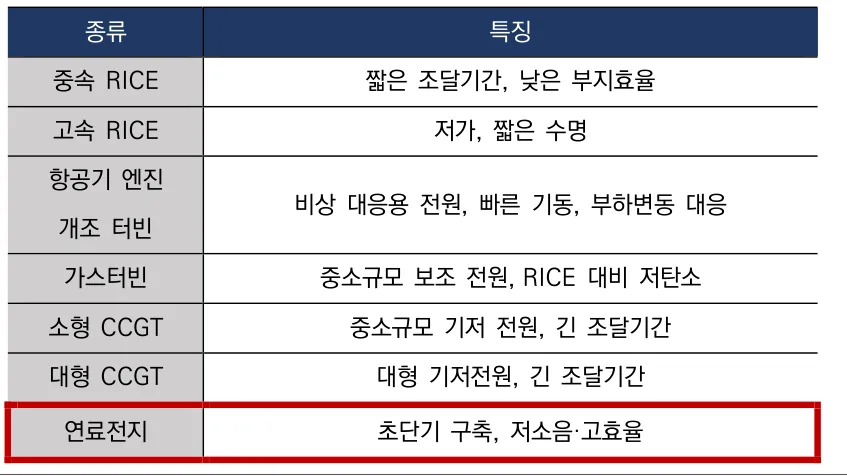 종류 특징
중속 RICE 짧은 조달기간, 낮은 부지효율
고속 RICE 저가, 짧은 수명
항공기 엔진
개조 터빈
비상 대응용 전원, 빠른 기동, 부하변동 대응
가스터빈 중소규모 보조 전원, RICE 대비 저탄소
소형 CCGT 중소규모 기저 전원, 긴 조달기간
대형 CCGT 대형 기저전원, 긴 조달기간
연료전지 초단기 구축, 저소음·고효율